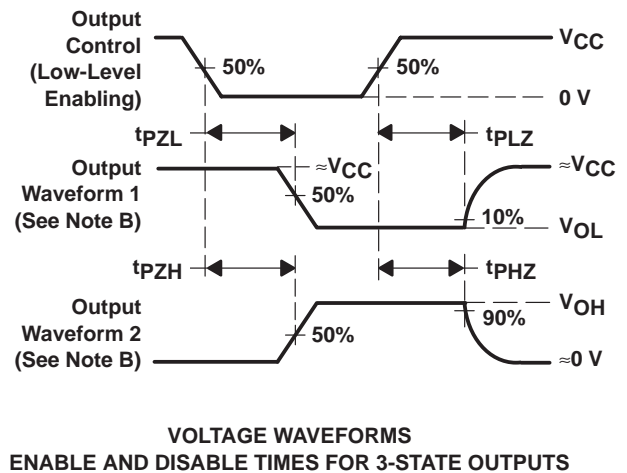 Output
Control
(Low-Level
Enabling)
50%
50%
VCC
0 V
tPZL
tPLZ
Output
Waveform 1
(See Note B)
≈VCC
50%
≈VCC
10%
VOL
tPZH
tPHZ
Output
Waveform 2
(See Note B)
50%
VOH
90%
≈0 V
VOLTAGE WAVEFORMS
ENABLE AND DISABLE TIMES FOR 3-STATE OUTPUTS